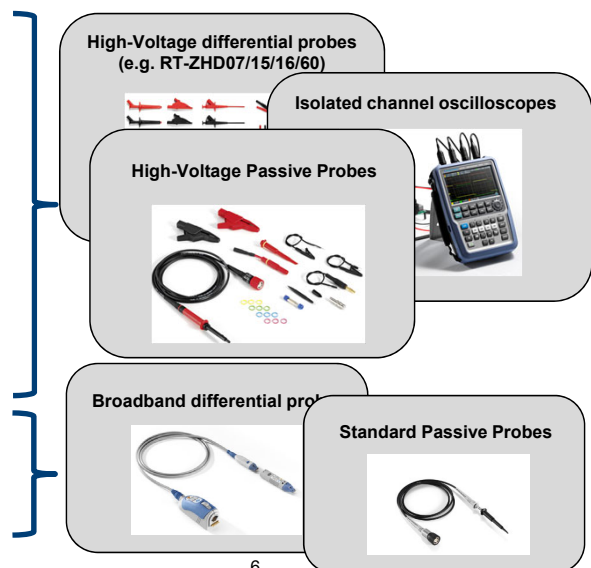 High-Voltage differential probes
(e.g. RT-ZHD07/15/16/60)
Isolated channel oscilloscopes
High-Voltage Passive Probes
Broadband differential prob
Standard Passive Probes
6